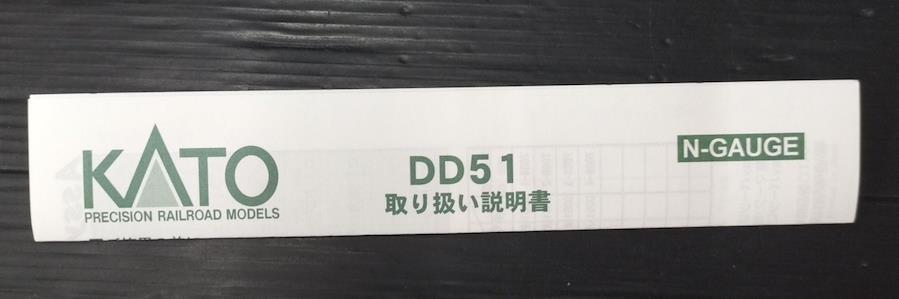 KATO
PRECISION RAILROAD MODELS
DD51
取り扱い説明書
N-GAUGE